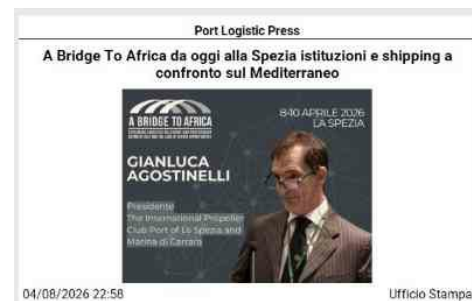 Port Logistic Press
A Bridge To Africa da oggi alla Spezia istituzioni e shipping a
confronto sul Mediterraneo
A BRIDGE TO AFRICA
8-10 APRILE 2026
LA SPEZIA
GIANLUCA
AGOSTINELLI
Presidente
The International Propeller
Club Port of La Spezia and
Marina di Carrara
04/08/2026 22:58
Ufficio Stampa